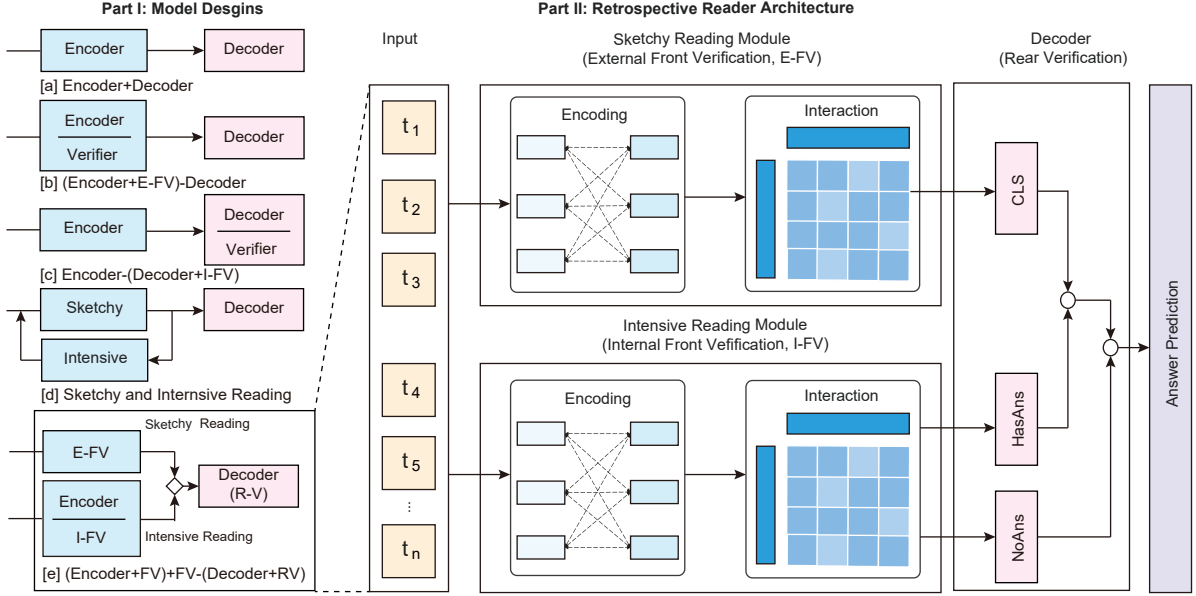 Part I: Model Desgins
Encoder
Decoder
[a] Encoder+Decoder
Encoder
Verifier
Decoder
[b] (Encoder+E-FV)-Decoder
Encoder
Decoder
Verifier
[c] Encoder-(Decoder+I-FV)
Sketchy
Decoder
Intensive
[d] Sketchy and Internsive Reading
Sketchy Reading
E-FV
Decoder
(R-V)
Encoder
I-FV
Intensive Reading
[e] (Encoder+FV)+FV-(Decoder+RV)
Part II: Retrospective Reader Architecture
Input
t1
t2
t3
t4
t5
...
tn
Sketchy Reading Module
(External Front Verification, E-FV)
Encoding
Interaction
Intensive Reading Module
(Internal Front Vefification, I-FV)
Encoding
Interaction
Decoder
(Rear Verification)
CLS
HasAns
NoAns
Answer Prediction